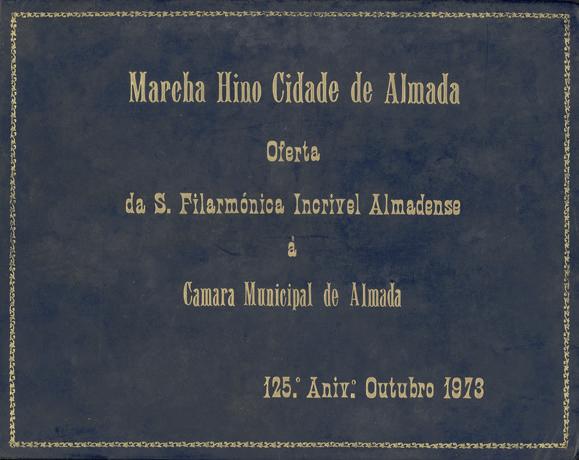 Marcha Hino Cidade de Almada
Oferta
da S. Filarmónica Incrivel Almadense
à
Camara Municipal de Almada
125.º Aniv.º Outubro 1973